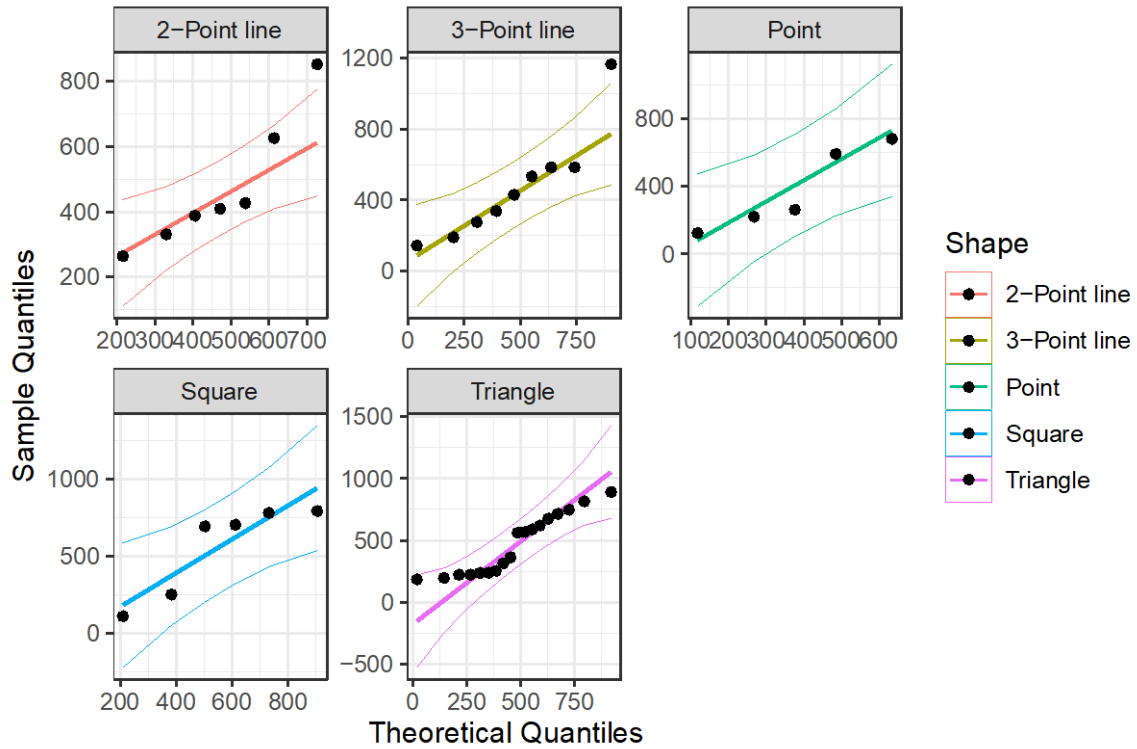 2−Point line
3−Point line
Point
800
600
400
200
200300400500600700
1200
800
400
0
0 250 500 750
800
400
0
100200300400500600
Square
Triangle
1000
500
0
200 400 600 800
1500
1000
500
0
−500
0 250 500 750
Sample Quantiles
Theoretical Quantiles
Shape
2−Point line
3−Point line
Point
Square
Triangle